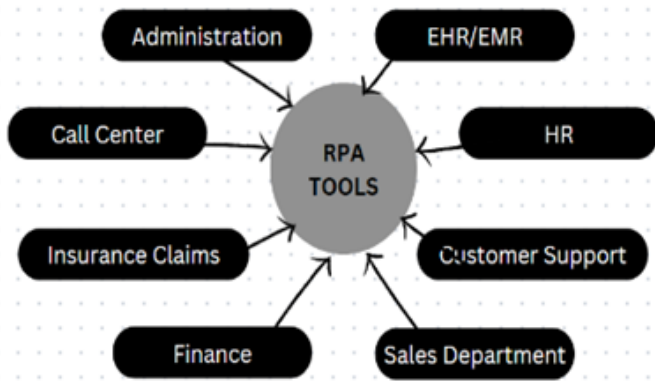 Administration
EHR/EMR
Call Center
RPA
TOOLS
HR
Insurance Claims
Customer Support
Finance
Sales Department